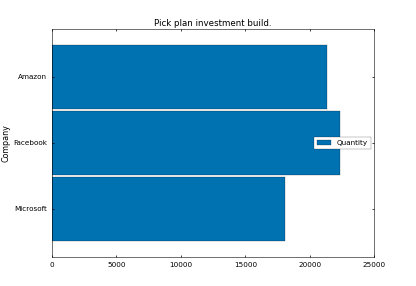 Pick plan investment build.
Company
Amazon
Facebook
Microsoft
Quantity
0 5000 10000 15000 20000 25000